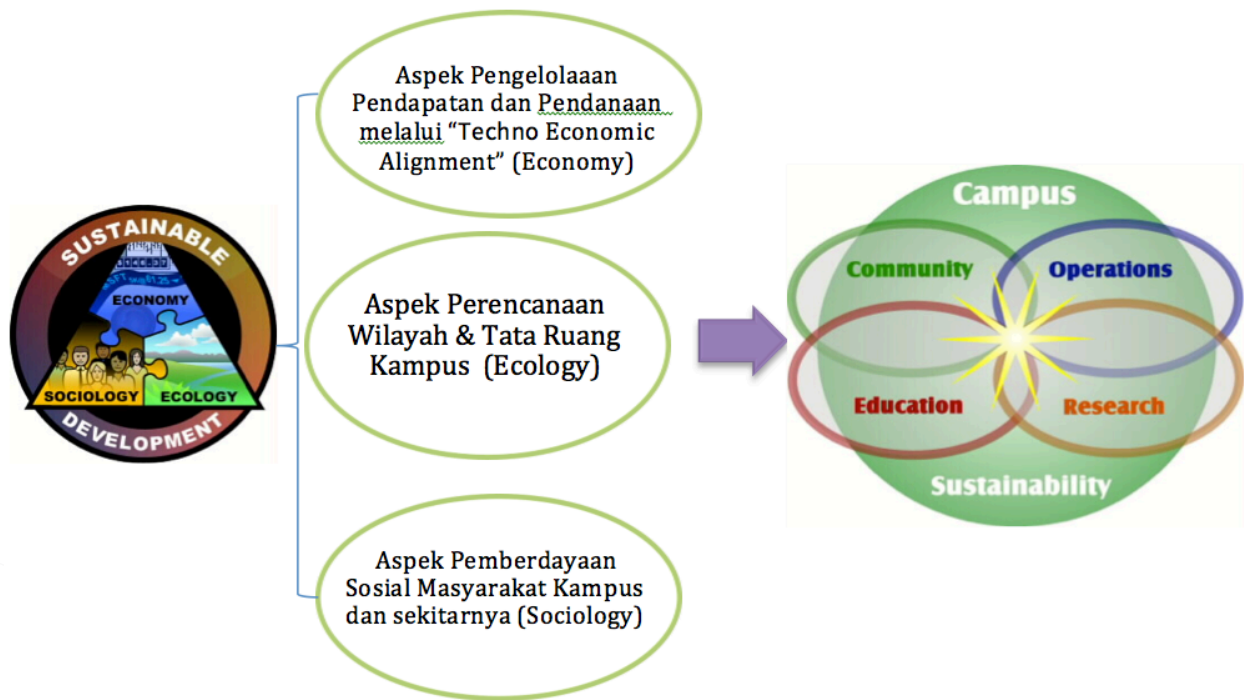 SUSTAINABLE
ECONOMY
SOCIOLOGY
ECOLOGY
DEVELOPMENT
Aspek Pengelolaaan
Pendapatan dan Pendanaan
melalui “Techno Economic
Alignment” (Economy)
Aspek Perencanaan
Wilayah & Tata Ruang
Kampus (Ecology)
Aspek Pemberdayaan
Sosial Masyarakat Kampus
dan sekitarnya (Sociology)
Campus
Community
Operations
Education
Research
Sustainability